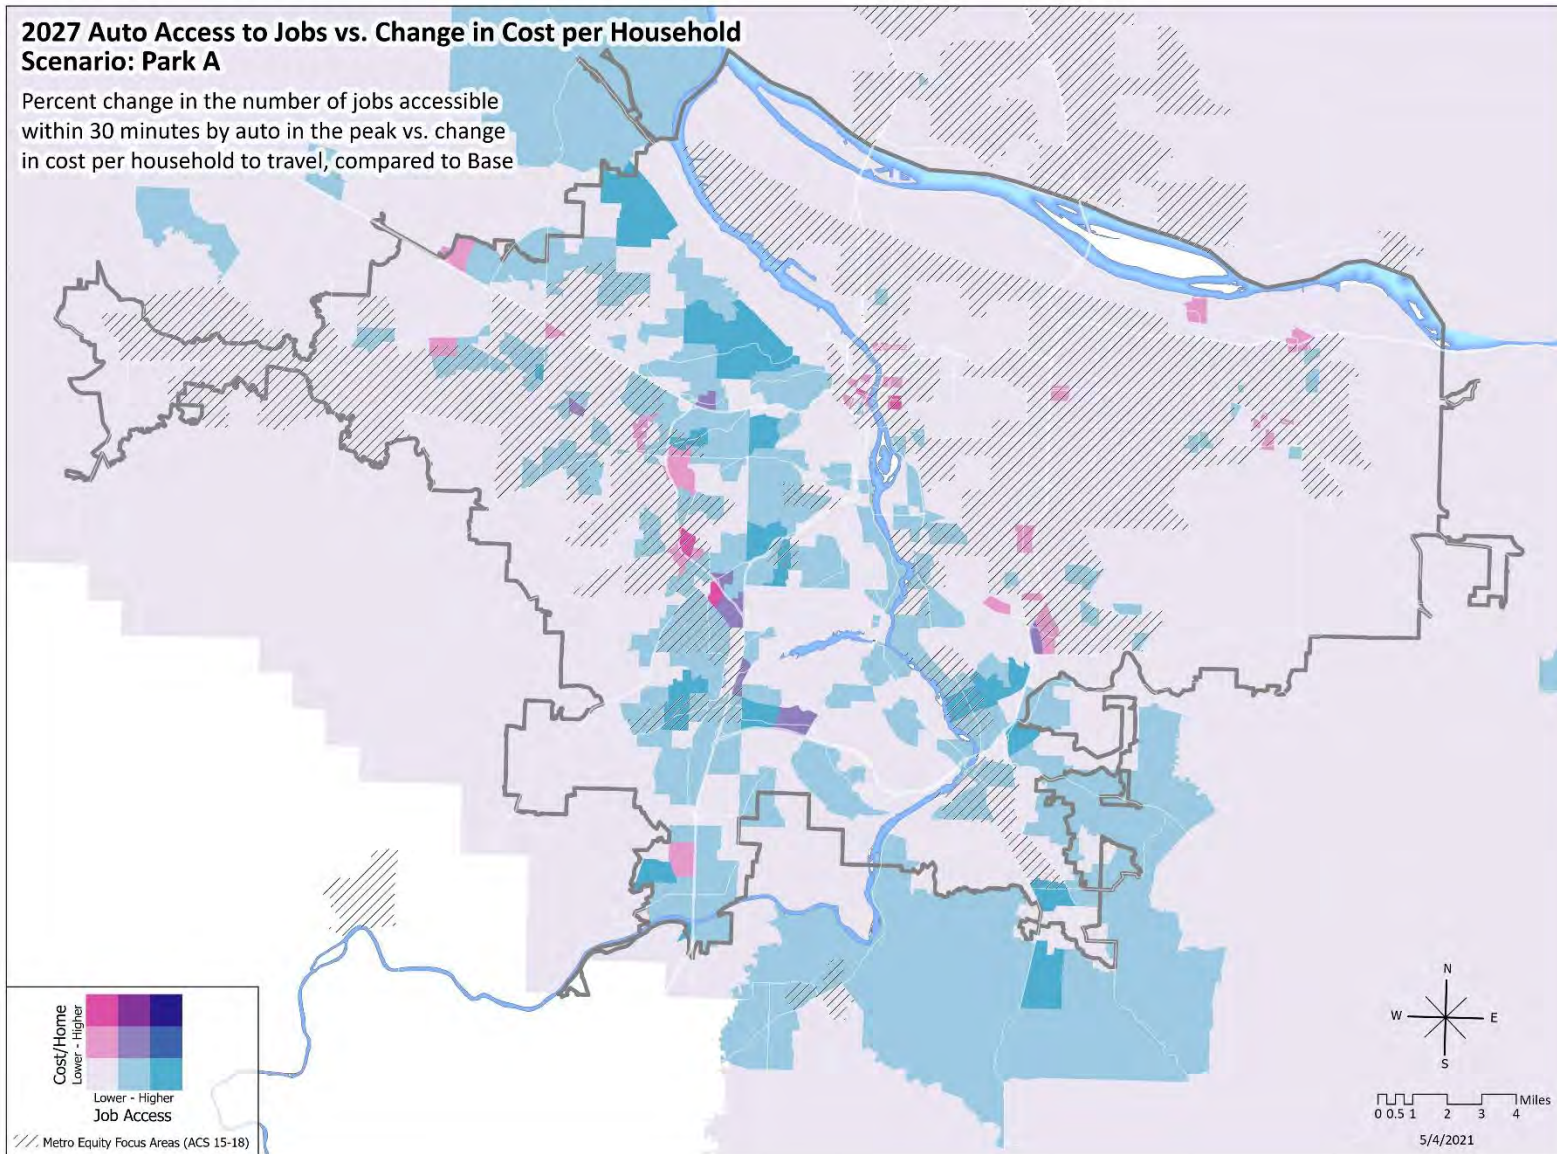 2027 Auto Access to Jobs vs. Change in Cost per Household
Scenario: Park A
Percent change in the number of jobs accessible
within 30 minutes by auto in the peak vs. change
in cost per household to travel, compared to Base
Cost/Home
Lower - Higher
Lower - Higher
Job Access
Metro Equity Focus Areas (ACS 15-18)
N
W
E
S
Miles
0 0.5 1 2 3 4
5/4/2021